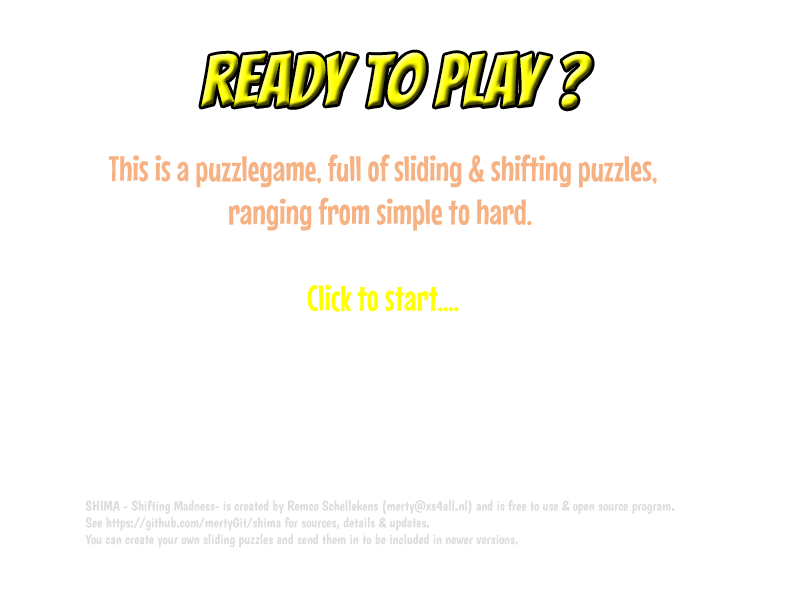 READY TO PLAY ?
This is a puzzlegame, full of sliding & shifting puzzles,
ranging from simple to hard.
Click to start....
SHIMA - Shifting Madness- is created by Remco Schellekens (merty@xs4all.nl) and is free to use & open source program.
See https://github.com/mertyGit/shima for sources, details & updates.
You can create your own sliding puzzles and send them in to be included in newer versions.